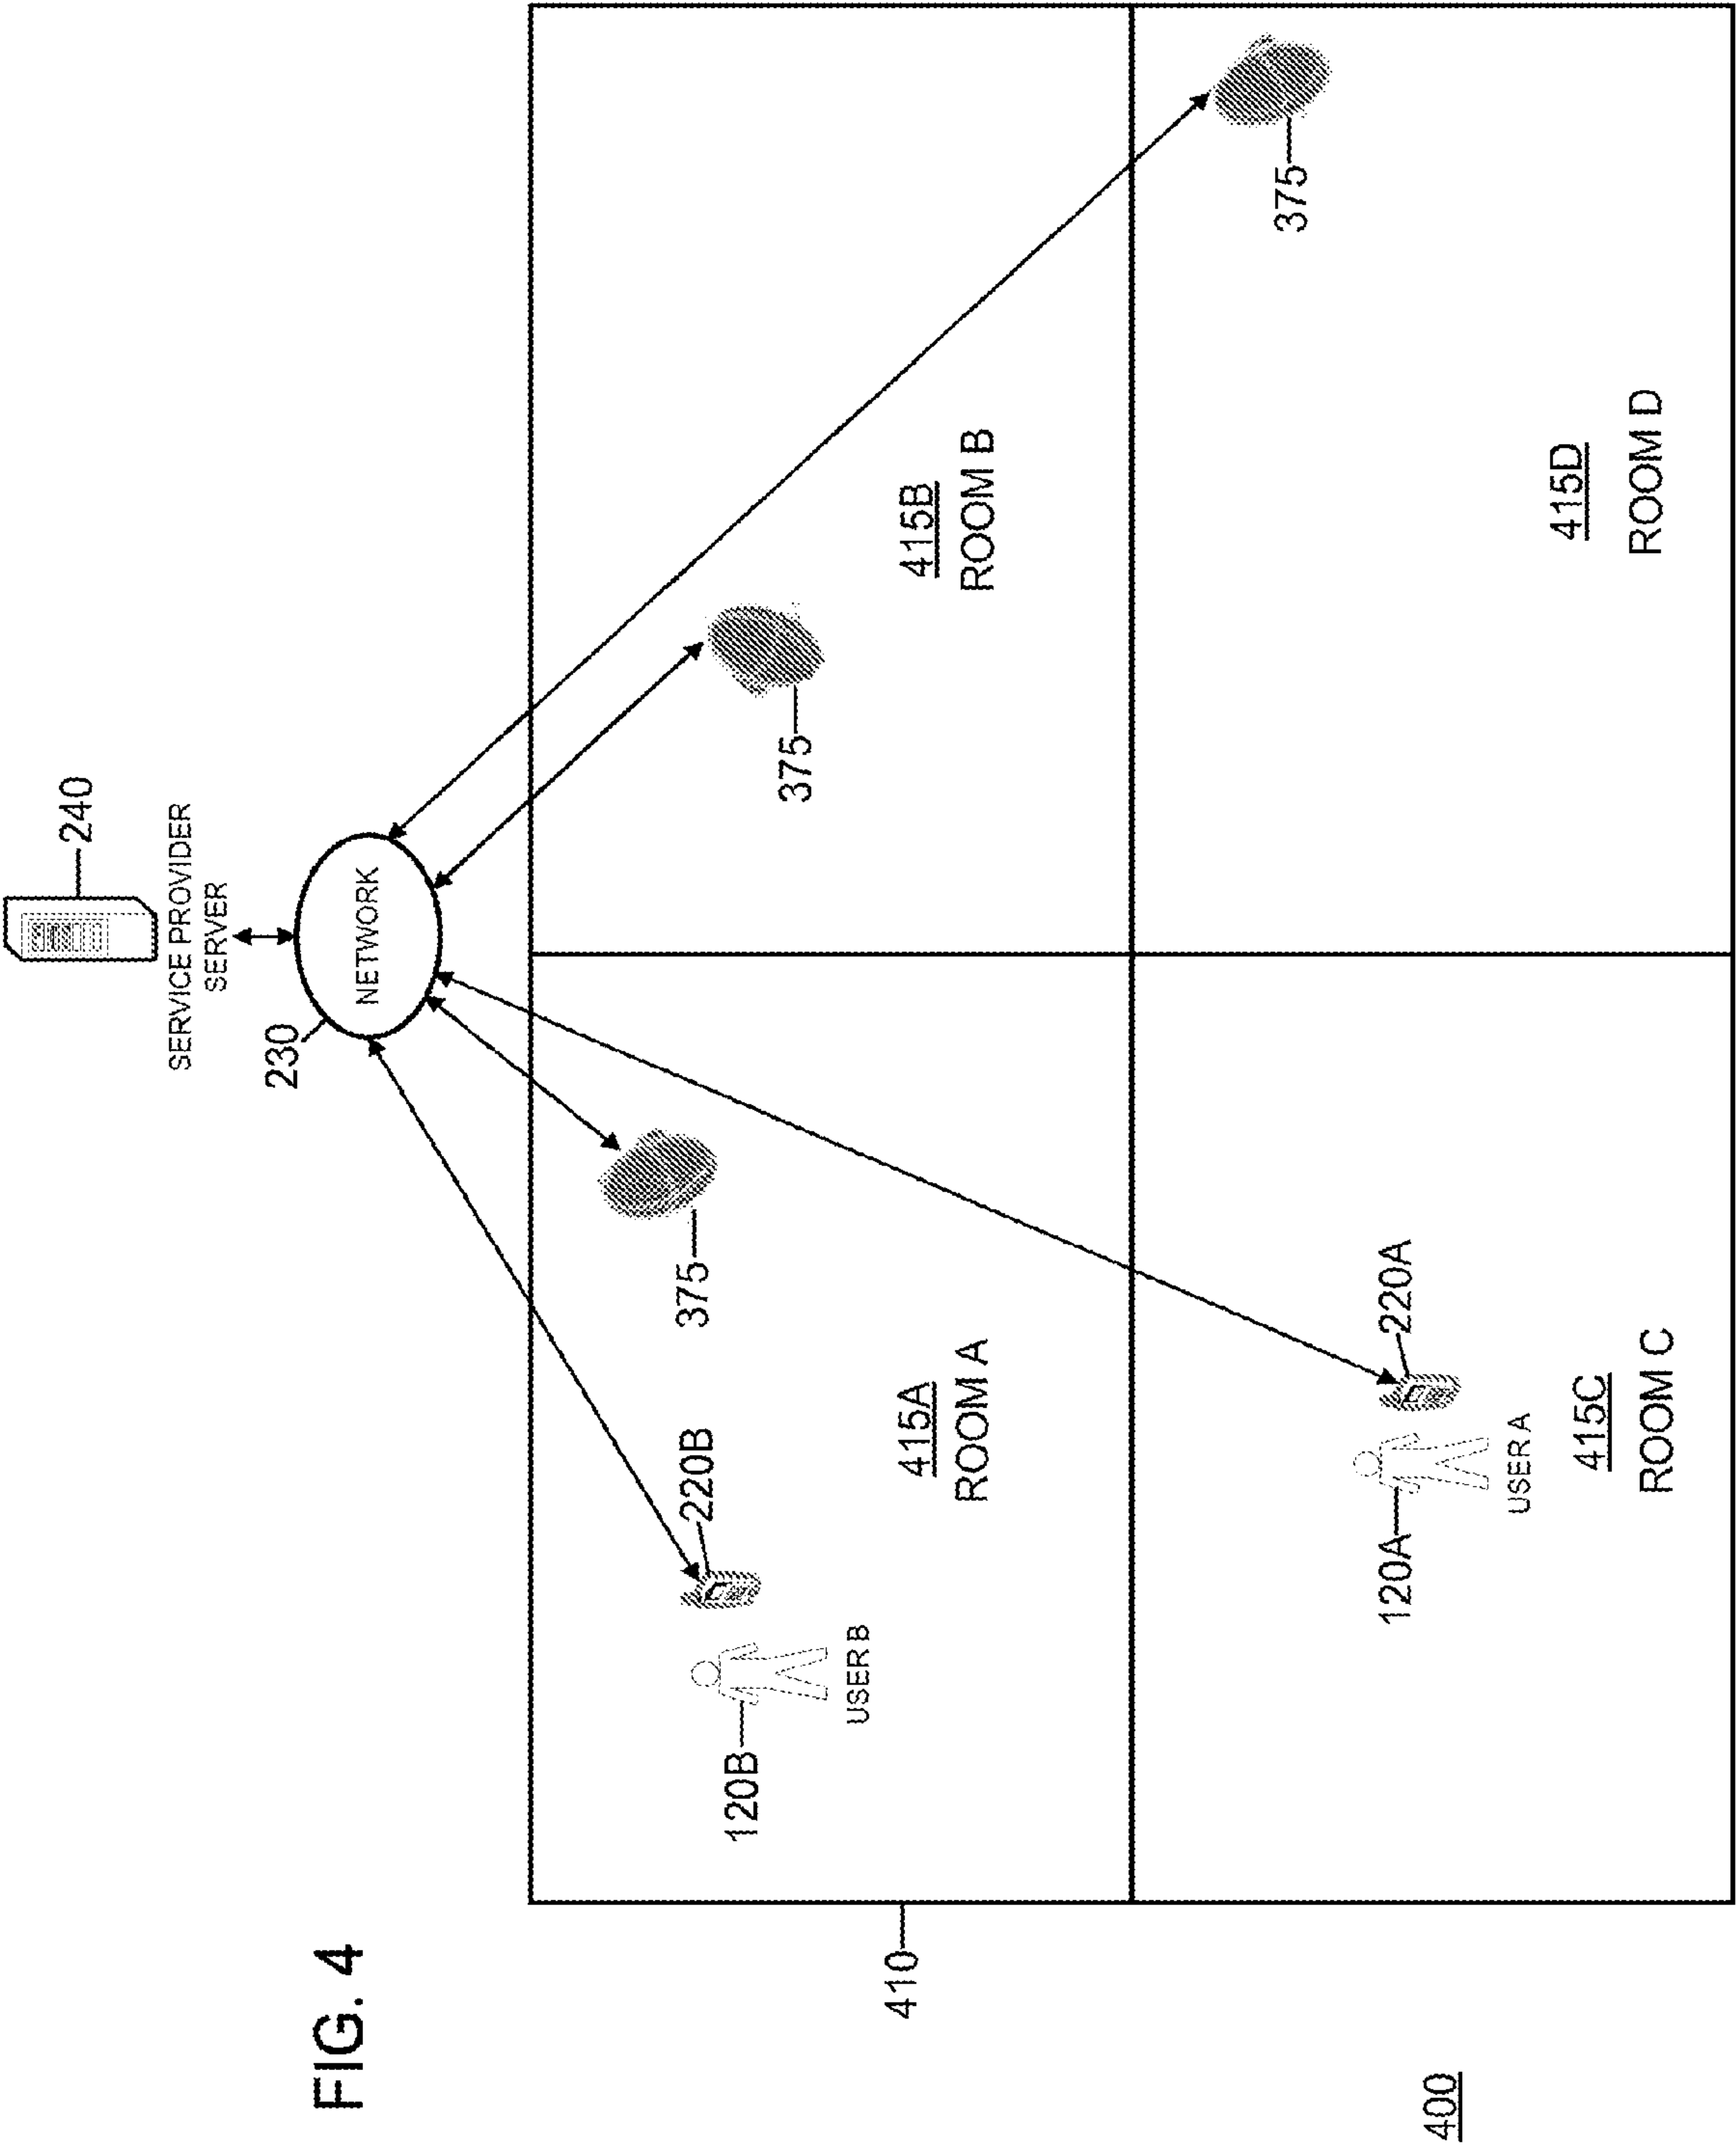 FIG. 4
240
SERVICE PROVIDER
SERVER
230
NETWORK
375
375
220B
120B
USER B
415A
ROOM A
415B
ROOM B
410
375
220A
120A
USER A
415C
ROOM C
415D
ROOM D
400